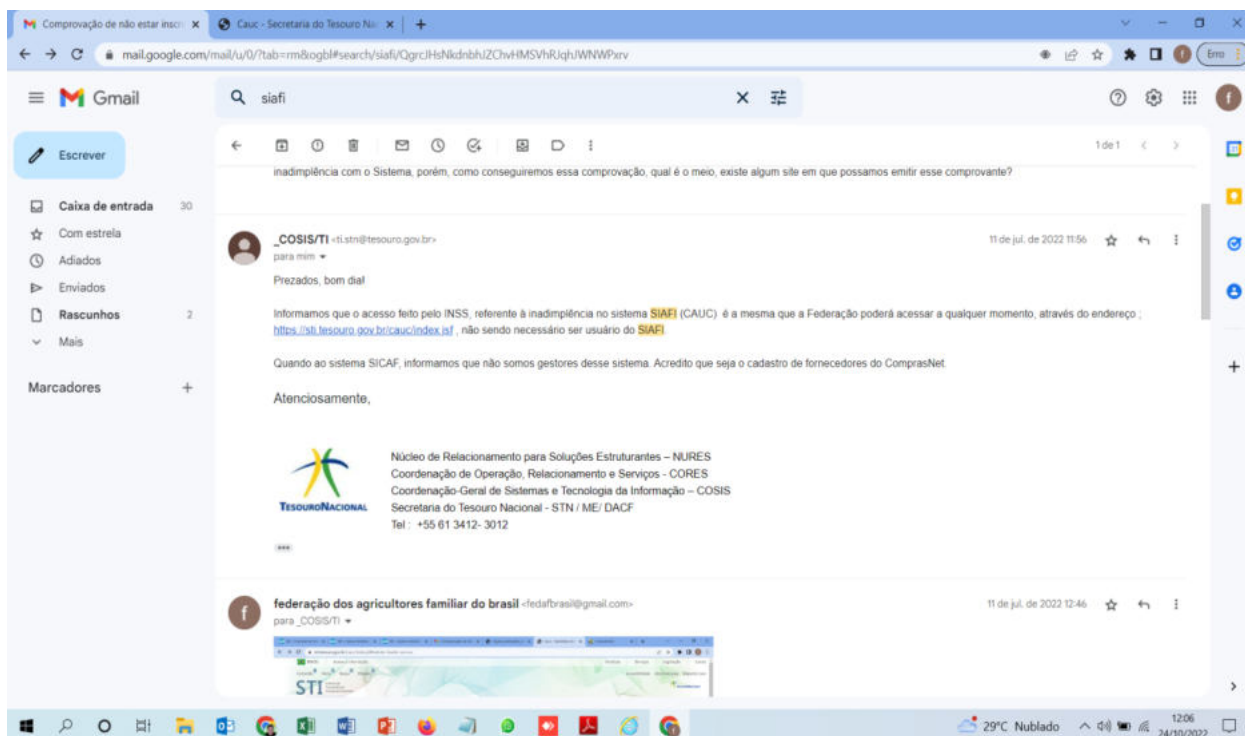 Comprovação de não estar inscri
Cauc - Secretaria do Tesouro Na
mail.google.com/mail/u/0/?tab=rm&ogbl#search/siafi/QgrcJHsNkdnbhJZChvHMSVhRJqhJWNWPxrv
Erro
Gmail
siafi
f
Escrever
1 de 1
inadimplência com o Sistema, porém, como conseguiremos essa comprovação, qual é o meio, existe algum site em que possamos emitir esse comprovante?
Caixa de entrada 30
Com estrela
Adiados
Enviados
Rascunhos 2
Mais
Marcadores
_COSIS/TI <ti.stn@tesouro.gov.br>
11 de jul. de 2022 11:56
para mim
Prezados, bom dia!
Informamos que o acesso feito pelo INSS, referente à inadimplência no sistema SIAFI (CAUC) é a mesma que a Federação poderá acessar a qualquer momento, através do endereço ;
https://sti.tesouro.gov.br/cauc/index.jsf , não sendo necessário ser usuário do SIAFI.
Quando ao sistema SICAF, informamos que não somos gestores desse sistema. Acredito que seja o cadastro de fornecedores do ComprasNet.
Atenciosamente,
TESOURONACIONAL
Núcleo de Relacionamento para Soluções Estruturantes – NURES
Coordenação de Operação, Relacionamento e Serviços - CORES
Coordenação-Geral de Sistemas e Tecnologia da Informação – COSIS
Secretaria do Tesouro Nacional - STN / ME/ DACF
Tel : +55 61 3412- 3012
f
federação dos agricultores familiar do brasil <fedafbrasil@gmail.com>
11 de jul. de 2022 12:46
para _COSIS/TI
STI
29°C Nublado
12:06
24/10/2022